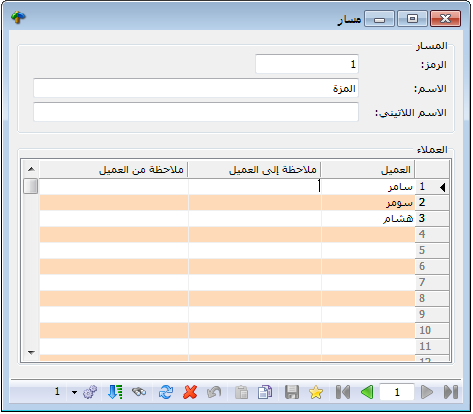 مسار
المسار
الرمز: 1
الاسم: المزة
الاسم اللاتيني:
العملاء
العميل ملاحظة إلى العميل ملاحظة من العميل
1 سامر
2 سومر
3 هشام
4
5
6
7
8
9
10
11
12
1 1